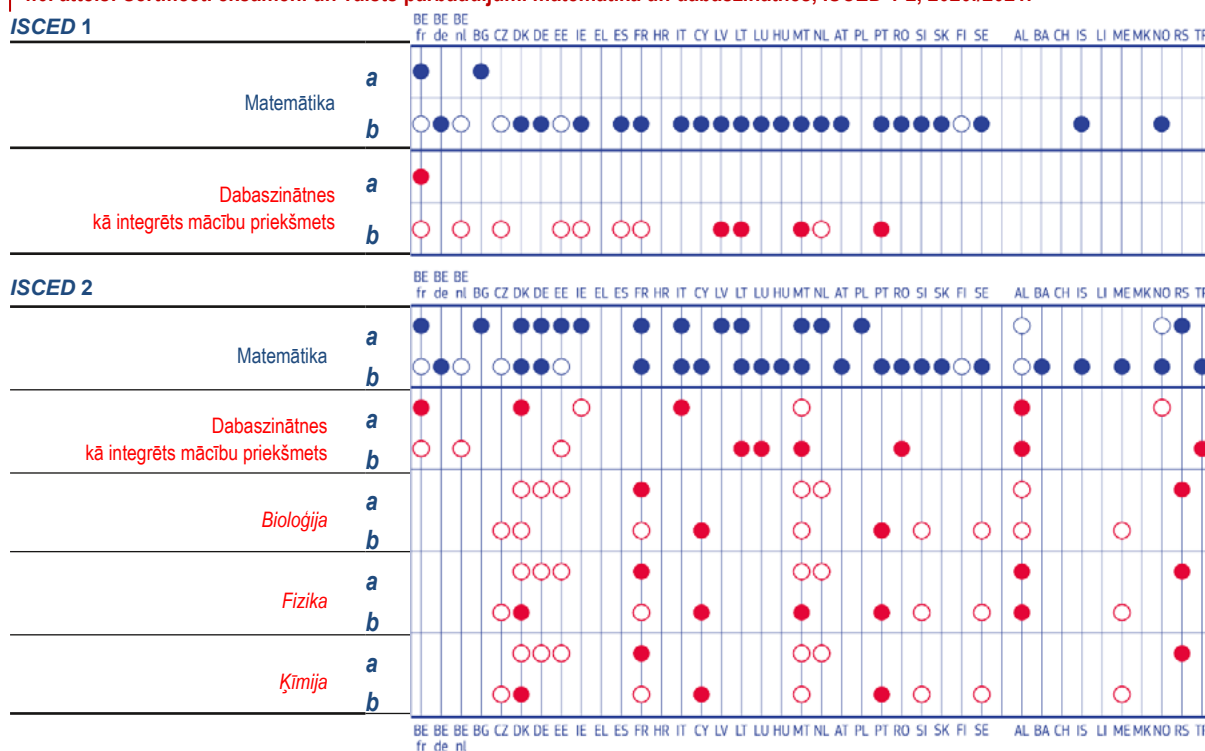 ISCED 1
BE BE BE
fr de nl BG CZ DK DE EE IE EL ES FR HR IT CY LV LT LU HU MT NL AT PL PT RO SI SK FI SE AL BA CH IS LI ME MK NO RS
Matemātika
a
b
Dabaszinātnes
kā integrēts mācību priekšmets
a
b
ISCED 2
BE BE BE
fr de nl BG CZ DK DE EE IE EL ES FR HR IT CY LV LT LU HU MT NL AT PL PT RO SI SK FI SE AL BA CH IS LI ME MK NO RS
Matemātika
a
b
Dabaszinātnes
kā integrēts mācību priekšmets
a
b
Bioloģija
a
b
Fizika
a
b
Ķīmija
a
b
BE BE BE BG CZ DK DE EE IE EL ES FR HR IT CY LV LT LU HU MT NL AT PL PT RO SI SK FI SE AL BA CH IS LI ME MK NO RS
fr de nl